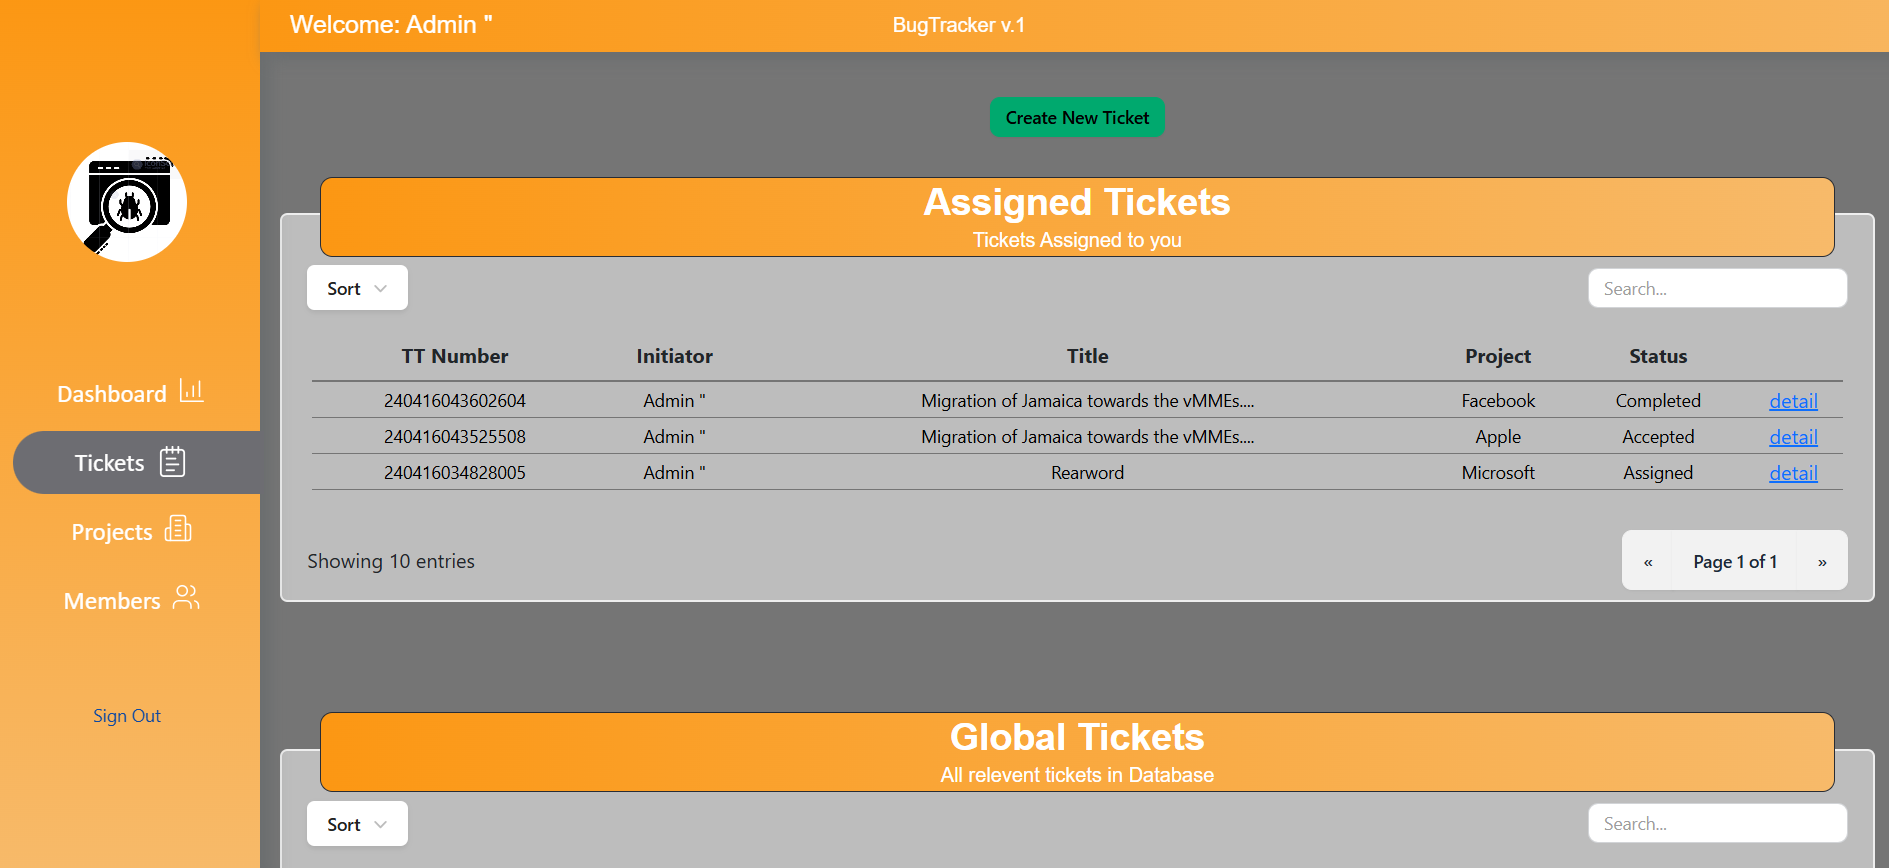 Welcome: Admin "
BugTracker v.1
Create New Ticket
Assigned Tickets
Tickets Assigned to you
Sort
Search...
TT Number Initiator Title Project Status
240416043602604 Admin " Migration of Jamaica towards the vMMEs.... Facebook Completed detail
240416043525508 Admin " Migration of Jamaica towards the vMMEs.... Apple Accepted detail
240416034828005 Admin " Rearword Microsoft Assigned detail
Showing 10 entries
« Page 1 of 1 »
Dashboard
Tickets
Projects
Members
Sign Out
Global Tickets
All relevent tickets in Database
Sort
Search...